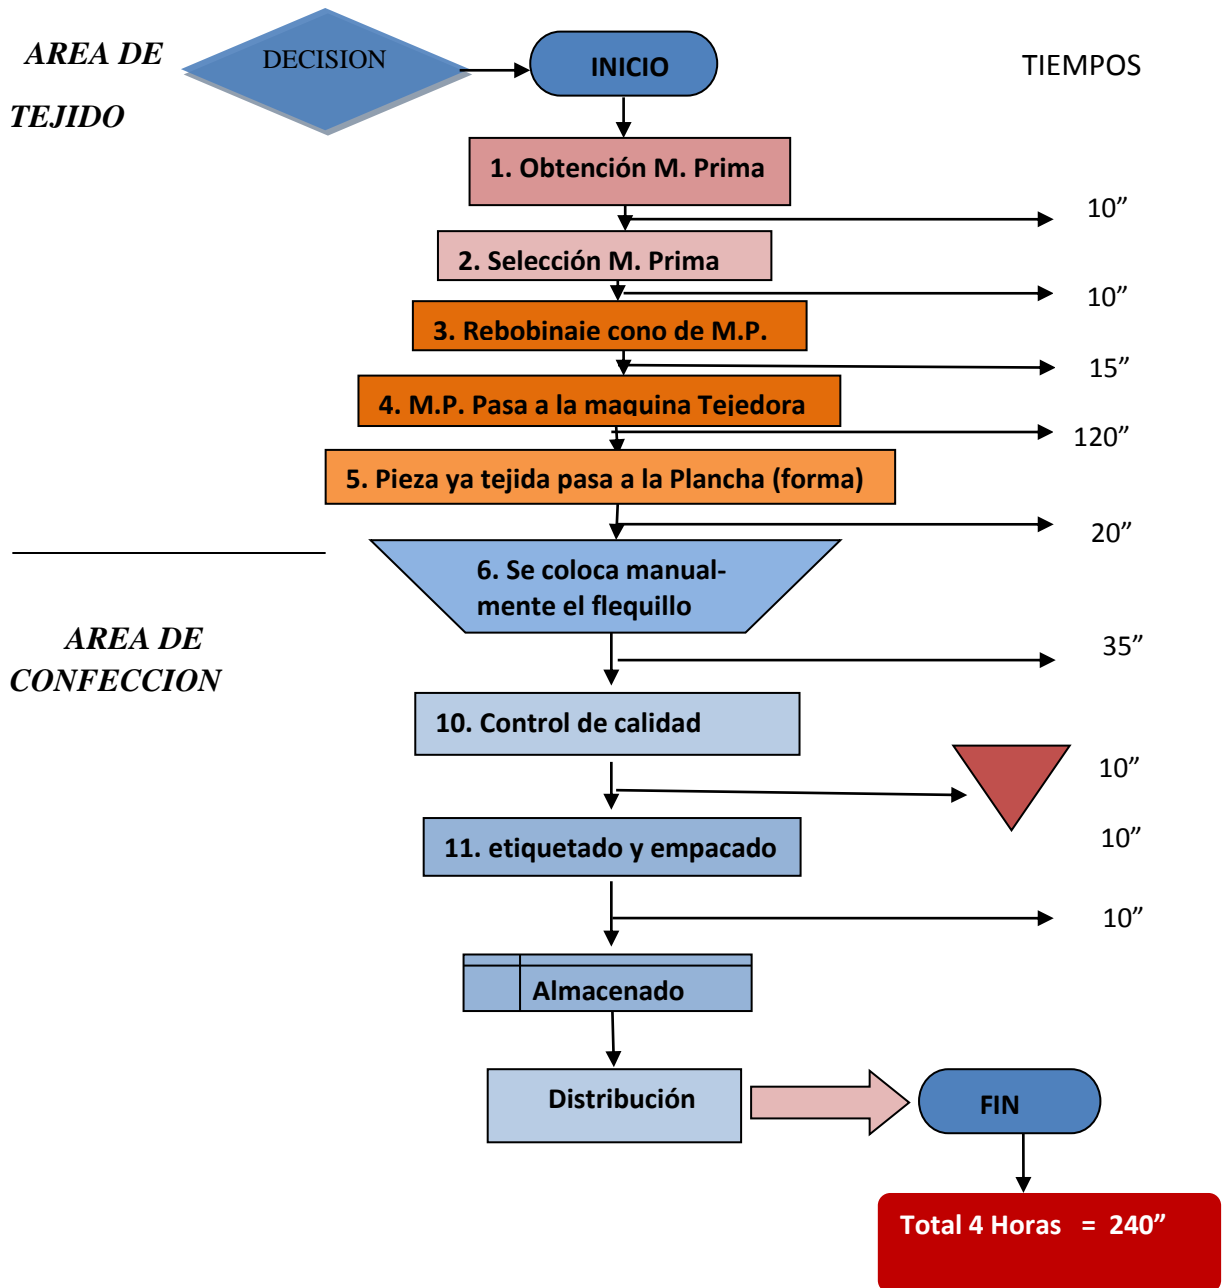 AREA DE
TEJIDO
DECISION
INICIO
TIEMPOS
1. Obtención M. Prima
10”
2. Selección M. Prima
10”
3. Rebobinaje cono de M.P.
15”
4. M.P. Pasa a la maquina Tejedora
120”
5. Pieza ya tejida pasa a la Plancha (forma)
20”
6. Se coloca manual-
mente el flequillo
AREA DE
CONFECCION
35”
10. Control de calidad
10”
11. etiquetado y empacado
10”
10”
Almacenado
Distribución
FIN
Total 4 Horas = 240”